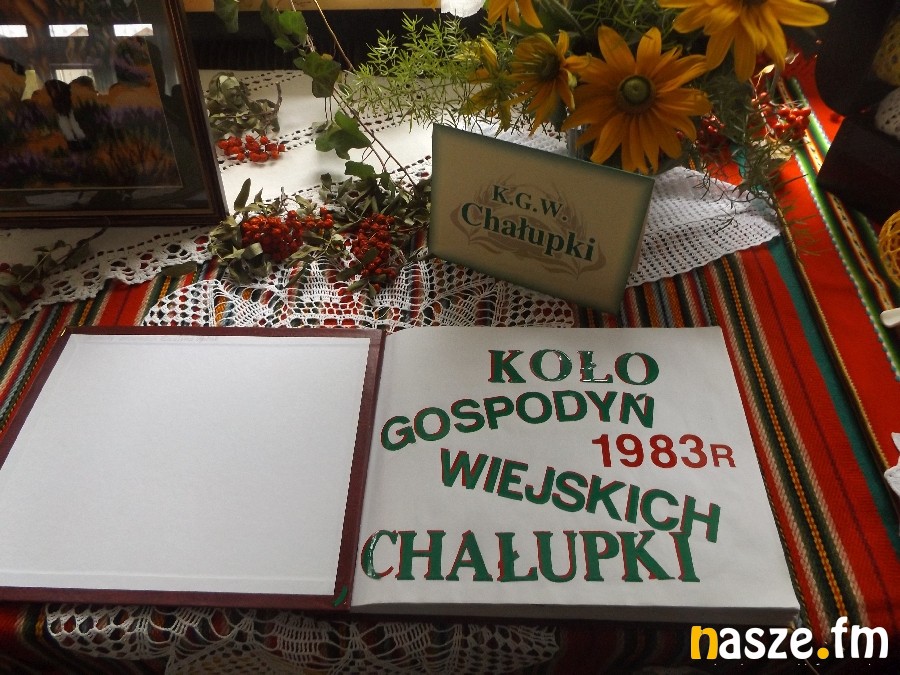 K.G.W.
Chałupki
KOŁO
GOSPODYŃ
1983R
WIEJSKICH
CHAŁUPKI
nasze.fm